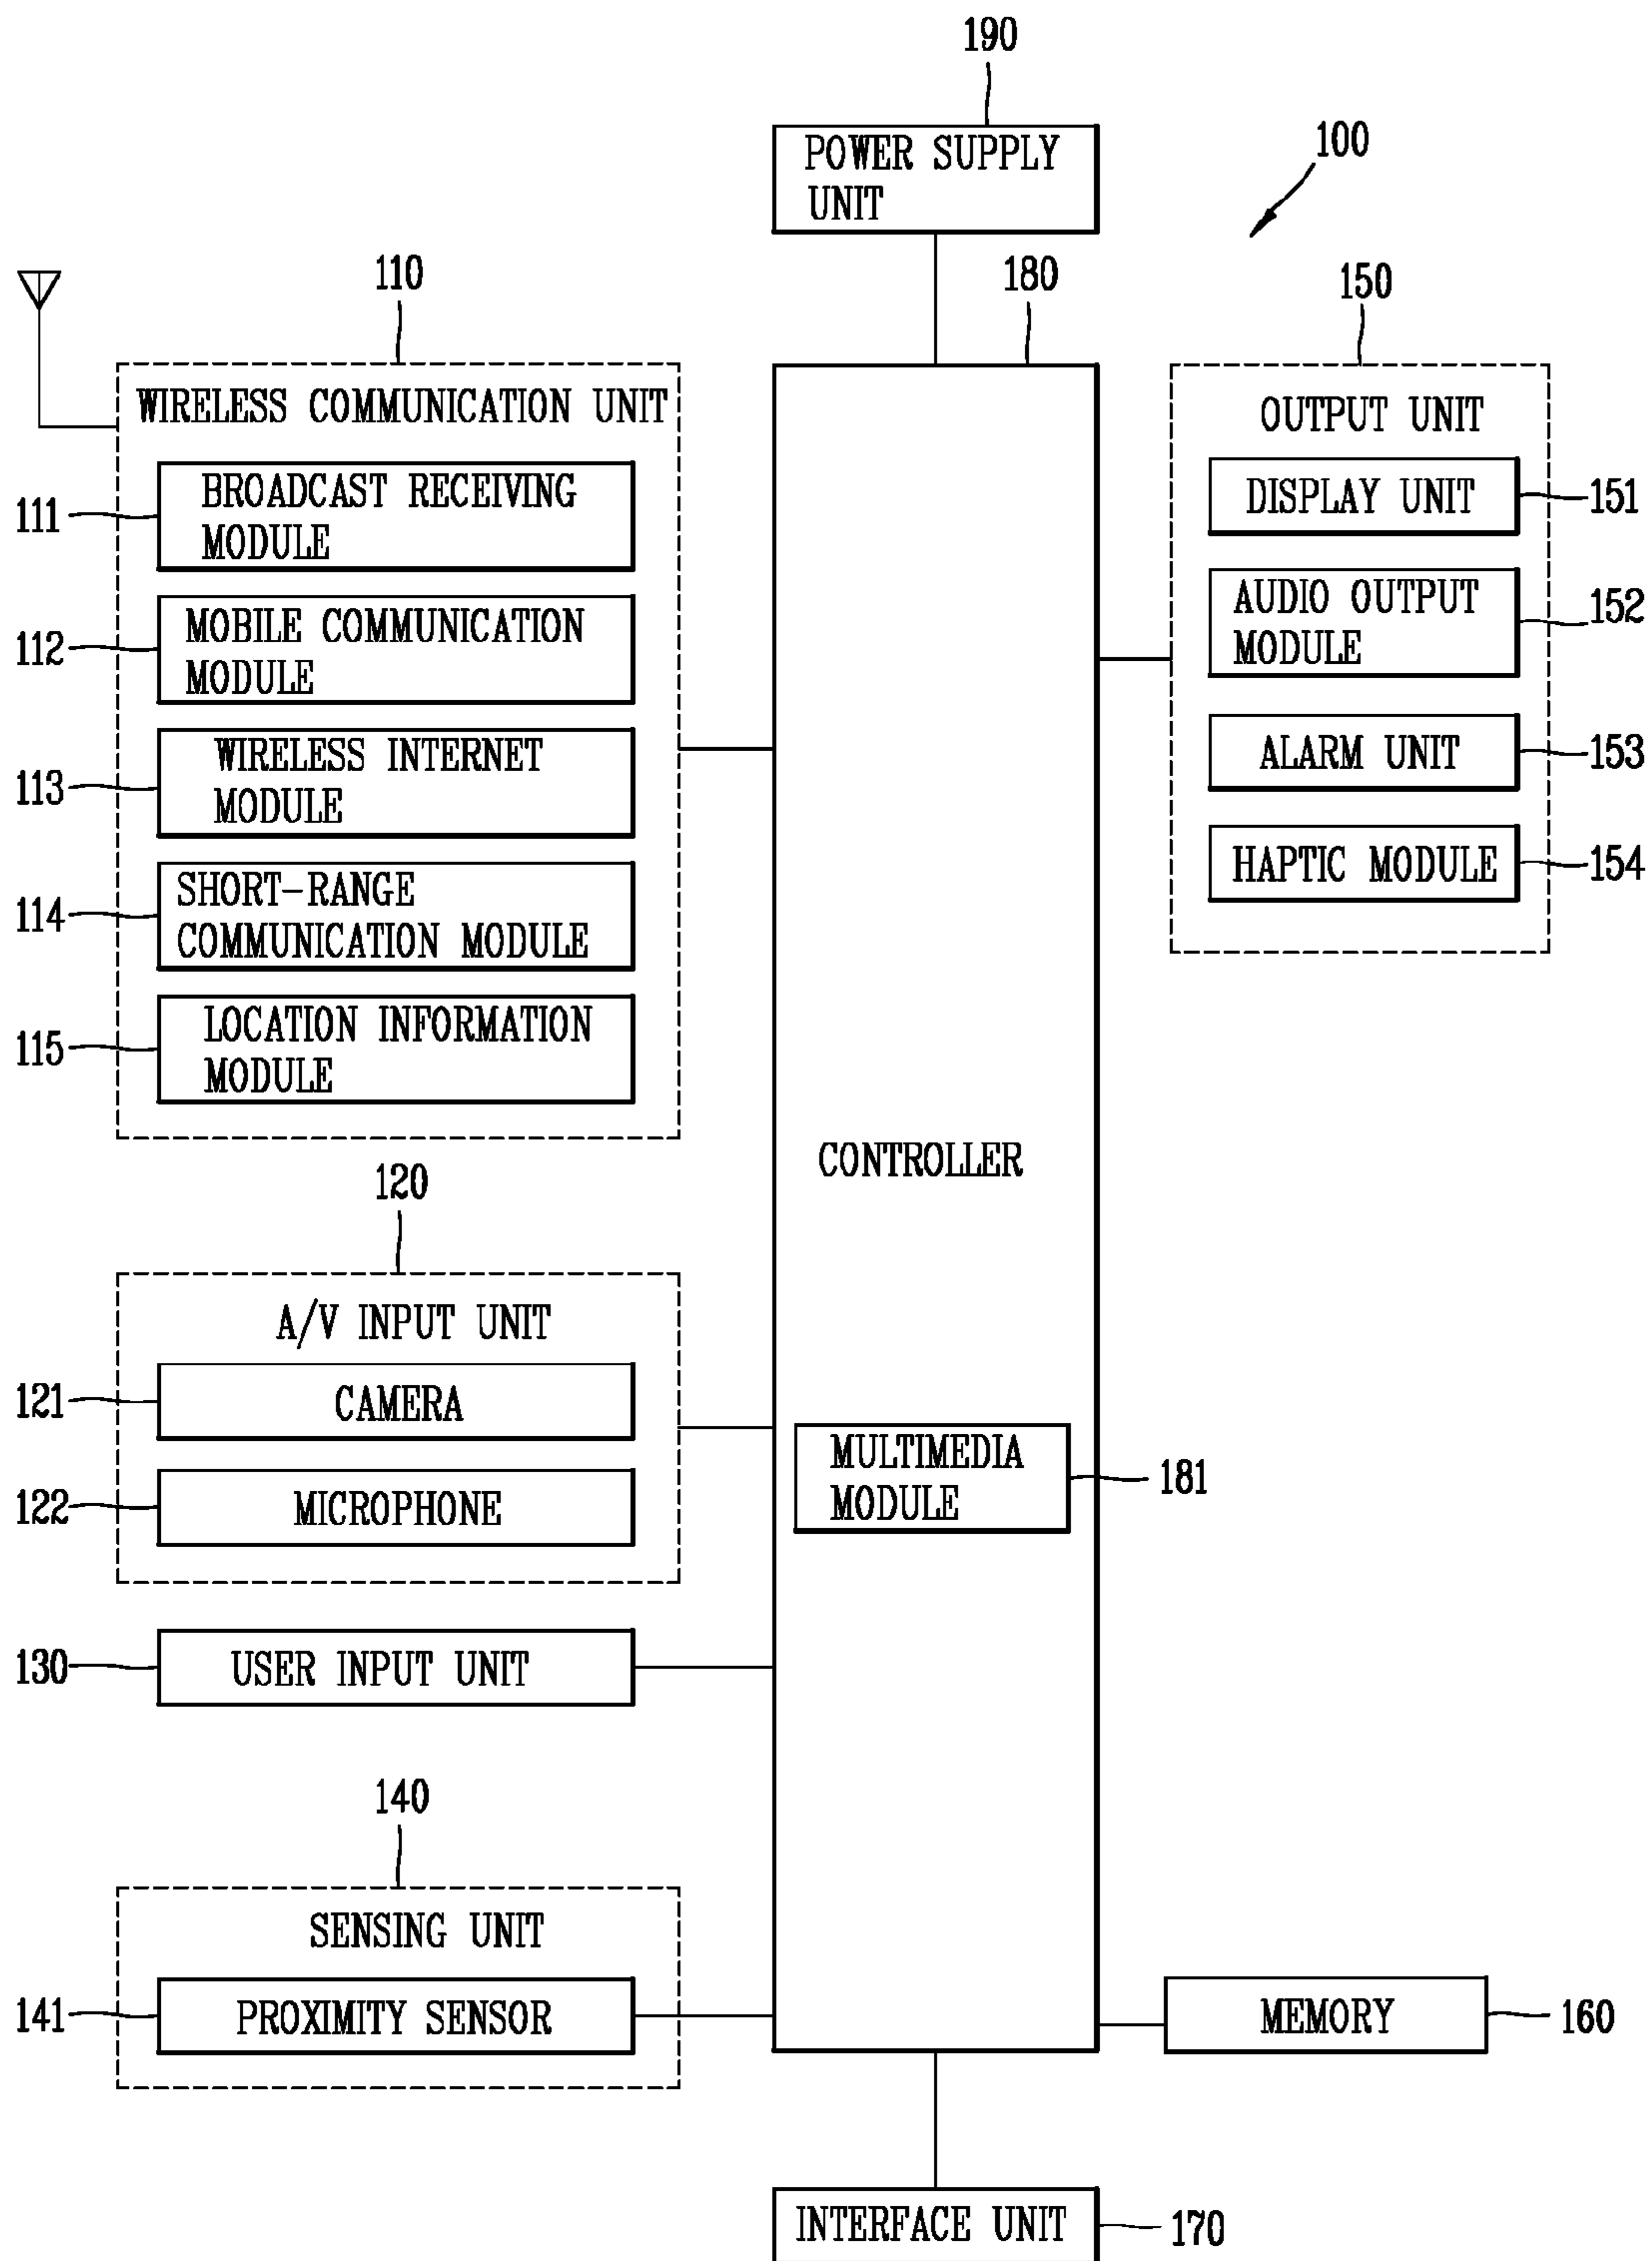 190
POWER SUPPLY
UNIT
100
110
180
150
WIRELESS COMMUNICATION UNIT
111
BROADCAST RECEIVING
MODULE
112
MOBILE COMMUNICATION
MODULE
113
WIRELESS INTERNET
MODULE
114
SHORT-RANGE
COMMUNICATION MODULE
115
LOCATION INFORMATION
MODULE
OUTPUT UNIT
DISPLAY UNIT
151
AUDIO OUTPUT
MODULE
152
ALARM UNIT
153
HAPTIC MODULE
154
CONTROLLER
120
A/V INPUT UNIT
121
CAMERA
122
MICROPHONE
MULTIMEDIA
MODULE
181
130
USER INPUT UNIT
140
SENSING UNIT
141
PROXIMITY SENSOR
MEMORY
160
INTERFACE UNIT
170